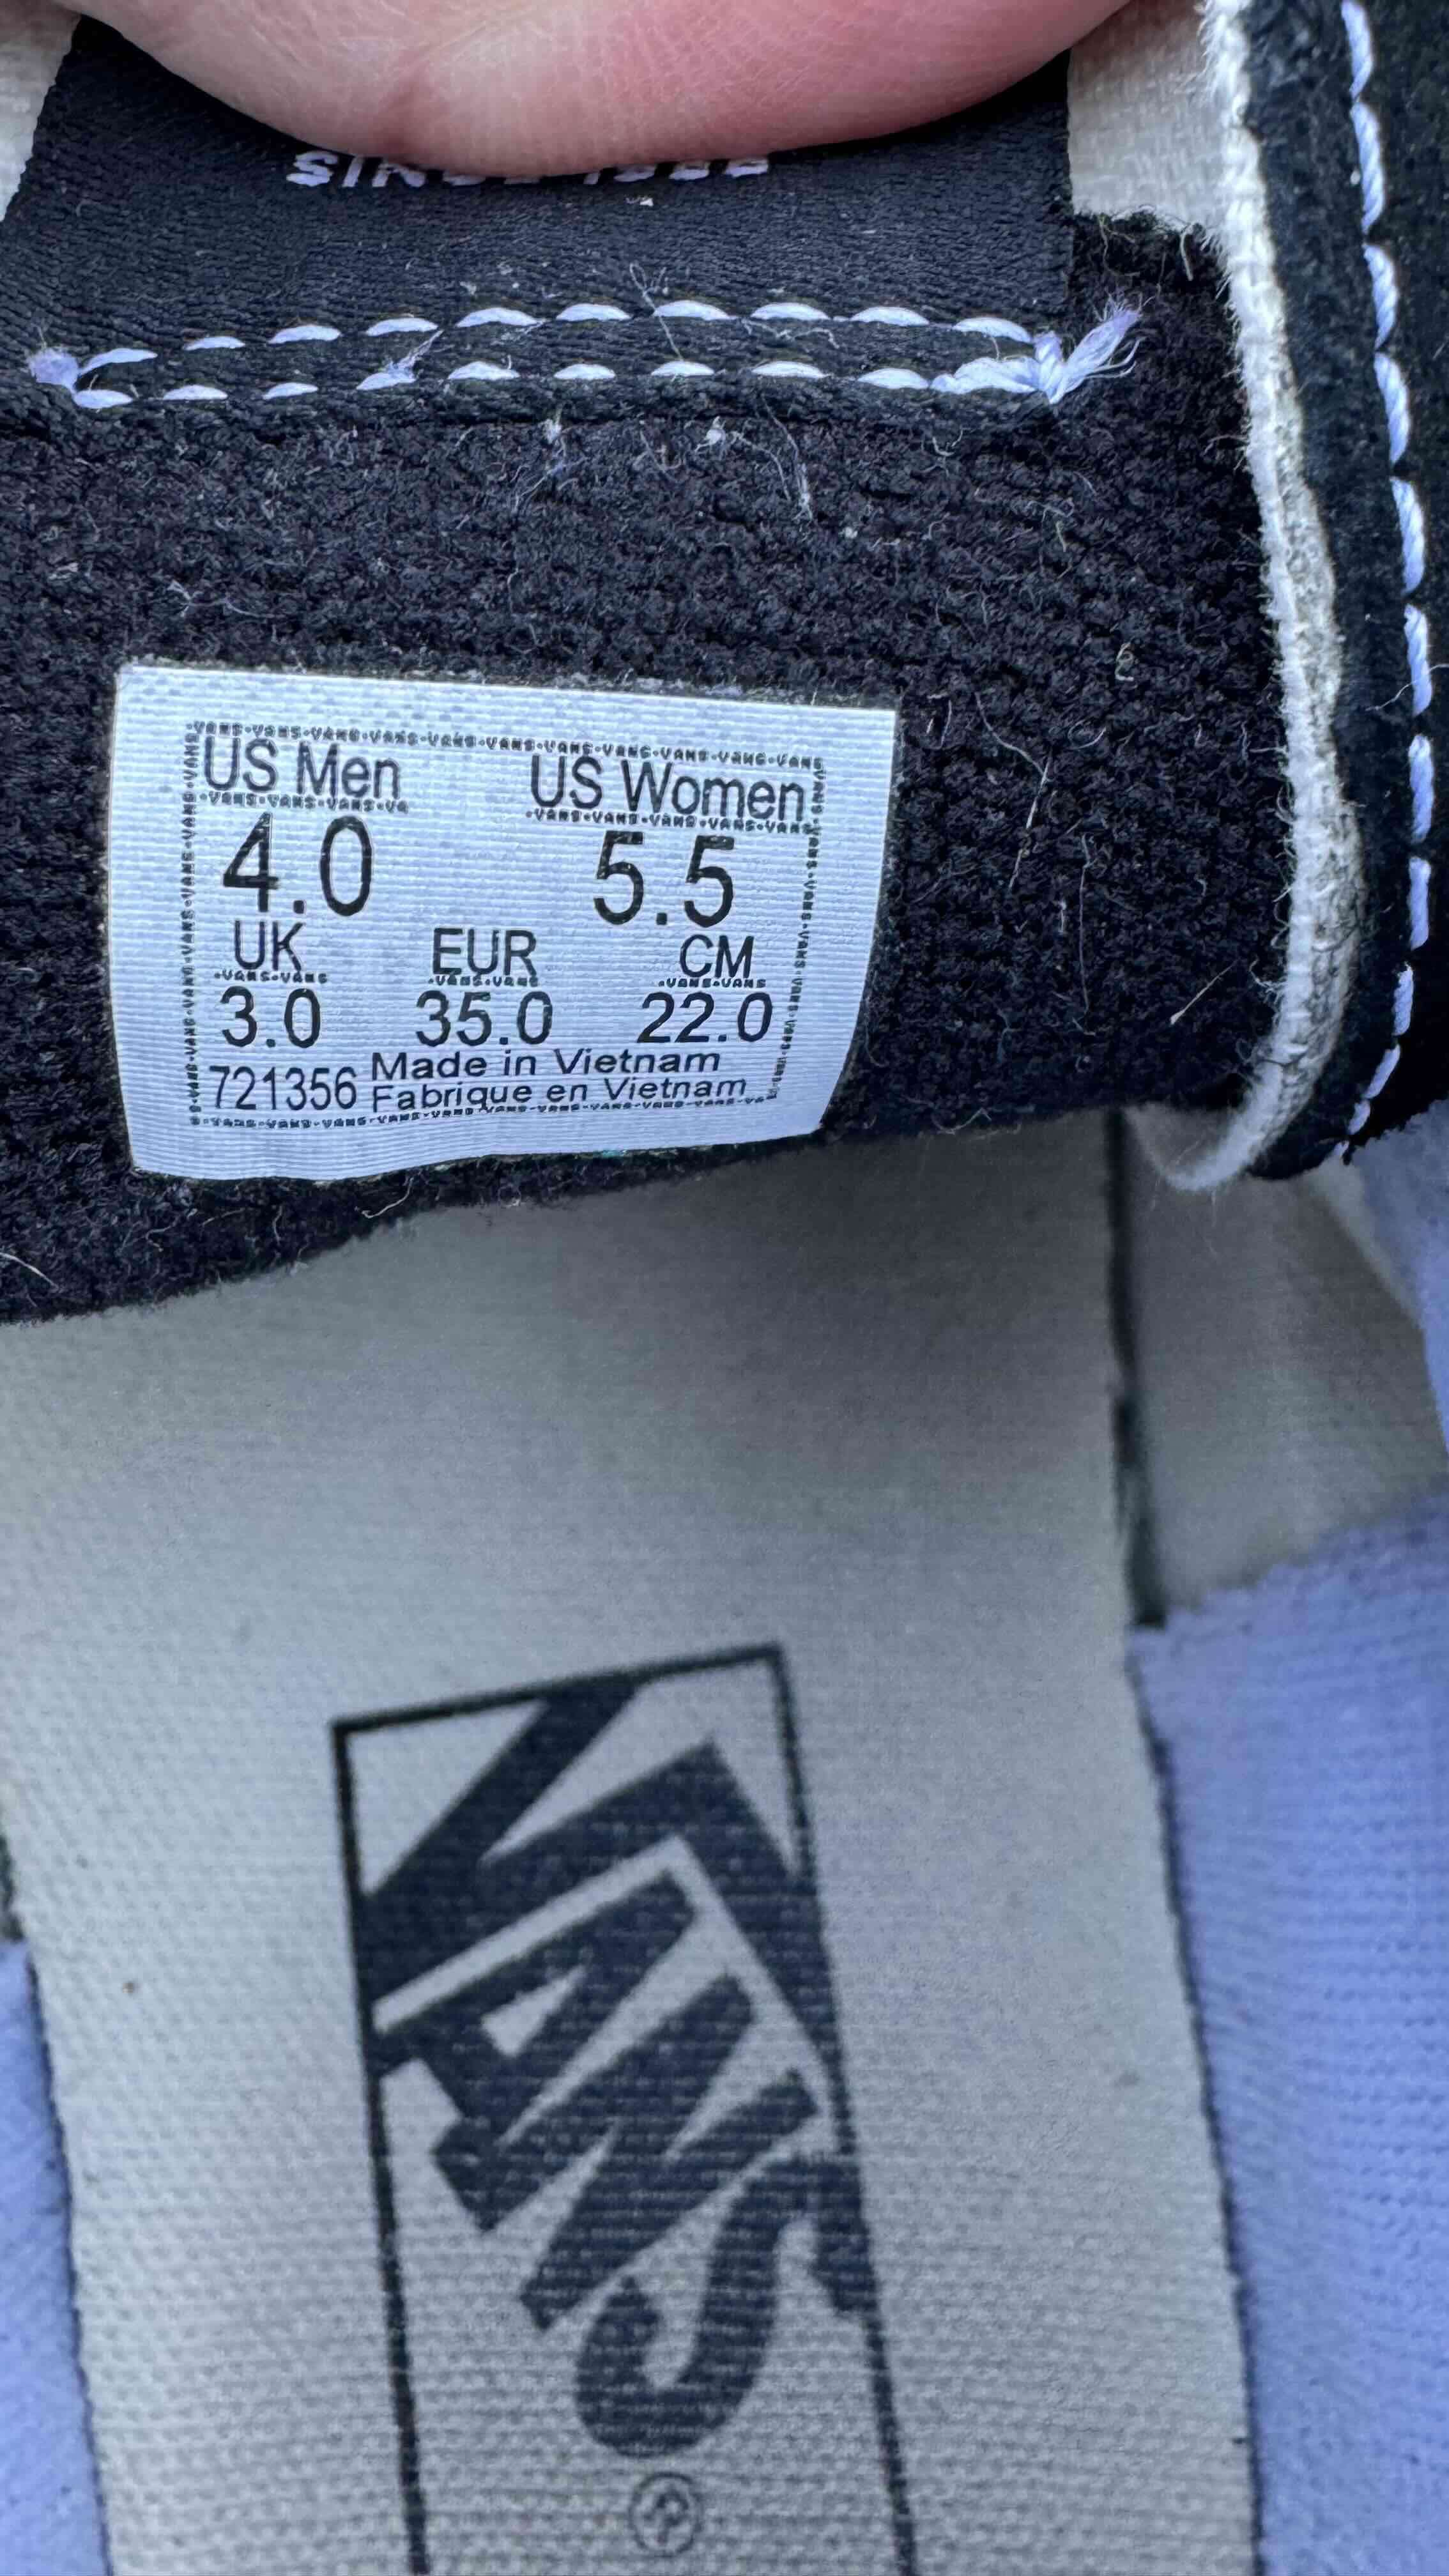 US Men US Women
4.0 5.5
UK EUR CM
3.0 35.0 22.0
721356 Made in Vietnam
Fabrique en Vietnam
VANS
®